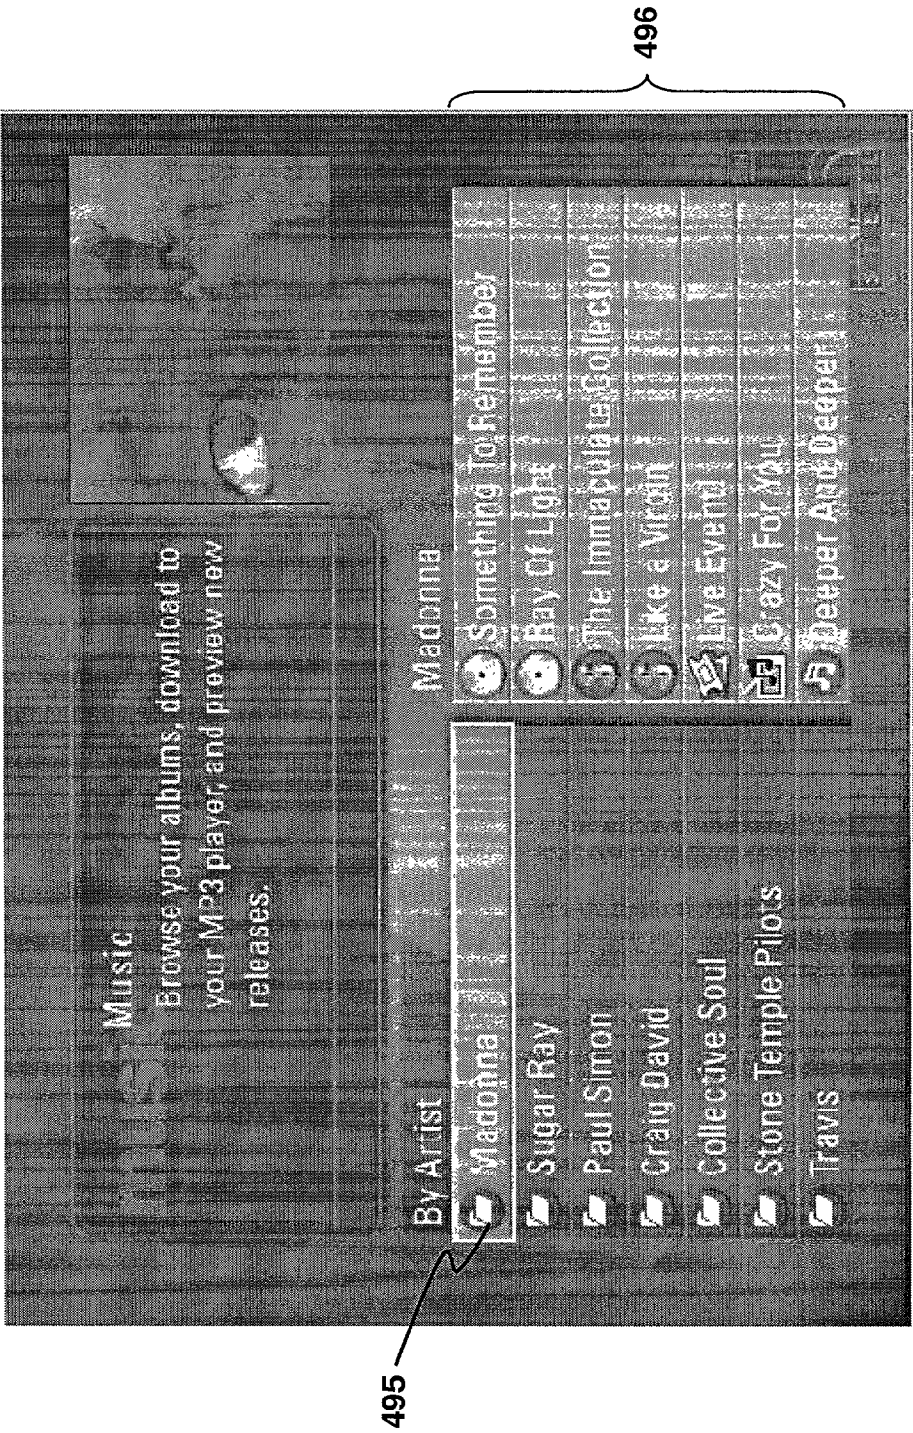 music
Music
Browse your albums, download to
your MP3 player, and preview new
releases.
By Artist
Madonna
Sugar Ray
Paul Simon
Craig David
Collective Soul
Stone Temple Pilots
Travis
Madonna
Something To Remember
Ray Of Light
The Immaculate Collection
Like a Virgin
Live Event!
Crazy For You
Deeper And Deeper
495
496